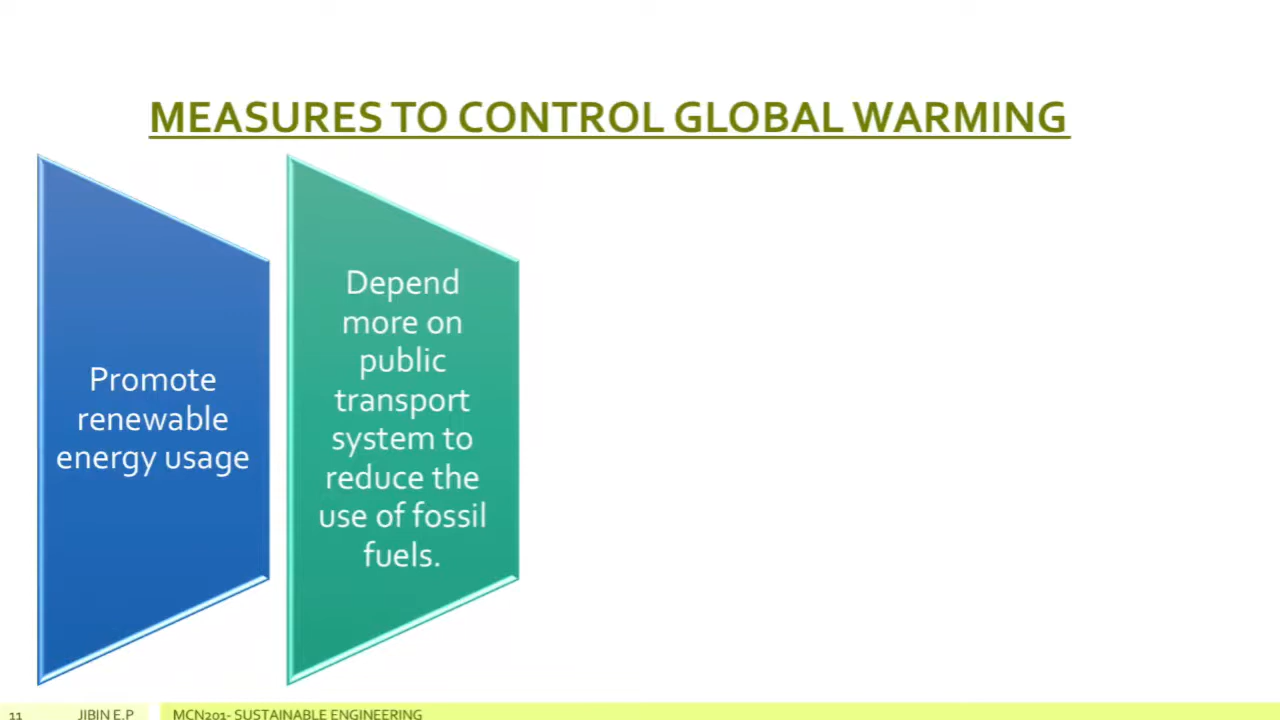 MEASURES TO CONTROL GLOBAL WARMING
Promote
renewable
energy usage
Depend
more on
public
transport
system to
reduce the
use of fossil
fuels.
11
JIBIN E.P
MCN201- SUSTAINABLE ENGINEERING